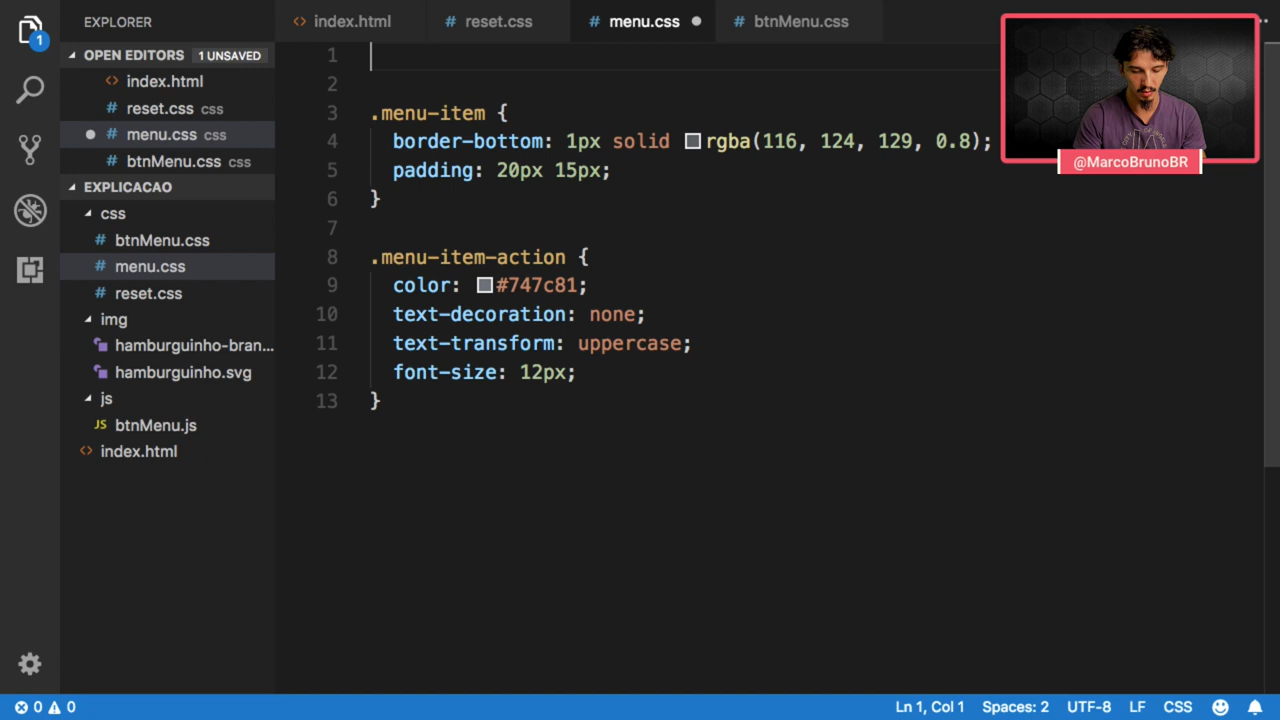 EXPLORER
index.html
reset.css
menu.css
btnMenu.css
OPEN EDITORS 1 UNSAVED
index.html
reset.css css
menu.css css
btnMenu.css css
EXPLICACAO
css
btnMenu.css
menu.css
reset.css
img
hamburguinho-bran...
hamburguinho.svg
js
JS btnMenu.js
index.html
1
1
2
3 .menu-item {
4 border-bottom: 1px solid rgba(116, 124, 129, 0.8);
5 padding: 20px 15px;
6 }
7
8 .menu-item-action {
9 color: #747c81;
10 text-decoration: none;
11 text-transform: uppercase;
12 font-size: 12px;
13 }
@MarcoBrunoBR
0 0
Ln 1, Col 1 Spaces: 2 UTF-8 LF CSS